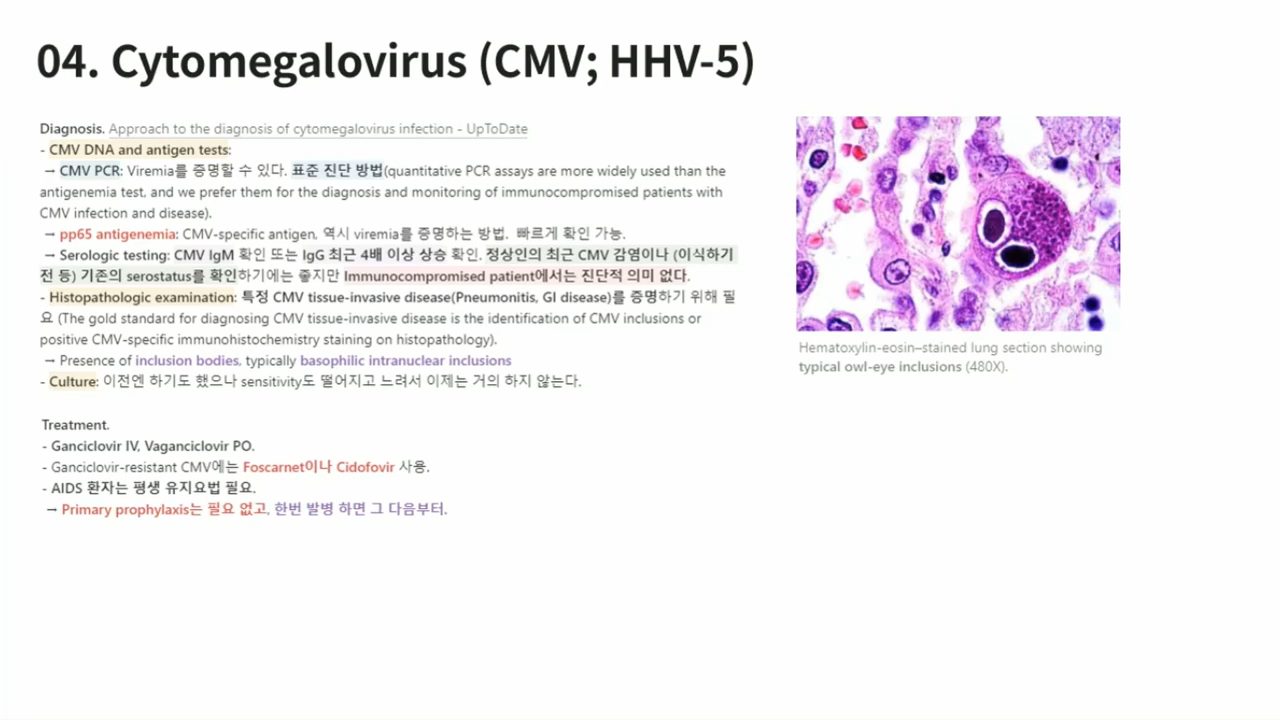 04. Cytomegalovirus (CMV; HHV-5)
Diagnosis. Approach to the diagnosis of cytomegalovirus infection - UpToDate
- CMV DNA and antigen tests:
→ CMV PCR: Viremia를 증명할 수 있다. 표준 진단 방법(quantitative PCR assays are more widely used than the
antigenemia test, and we prefer them for the diagnosis and monitoring of immunocompromised patients with
CMV infection and disease).
→ pp65 antigenemia: CMV-specific antigen, 역시 viremia를 증명하는 방법. 빠르게 확인 가능.
→ Serologic testing: CMV IgM 확인 또는 IgG 최근 4배 이상 상승 확인. 정상인의 최근 CMV 감염이나 (이식하기
전 등) 기존의 serostatus를 확인하기에는 좋지만 Immunocompromised patient에서는 진단적 의미 없다.
- Histopathologic examination: 특정 CMV tissue-invasive disease(Pneumonitis, GI disease)를 증명하기 위해 필
요 (The gold standard for diagnosing CMV tissue-invasive disease is the identification of CMV inclusions or
positive CMV-specific immunohistochemistry staining on histopathology).
→ Presence of inclusion bodies, typically basophilic intranuclear inclusions
- Culture: 이전엔 하기도 했으나 sensitivity도 떨어지고 느려서 이제는 거의 하지 않는다.
Treatment.
- Ganciclovir IV, Vaganciclovir PO.
- Ganciclovir-resistant CMV에는 Foscarnet이나 Cidofovir 사용.
- AIDS 환자는 평생 유지요법 필요.
→ Primary prophylaxis는 필요 없고, 한번 발병 하면 그 다음부터.
Hematoxylin-eosin–stained lung section showing
typical owl-eye inclusions (480X).